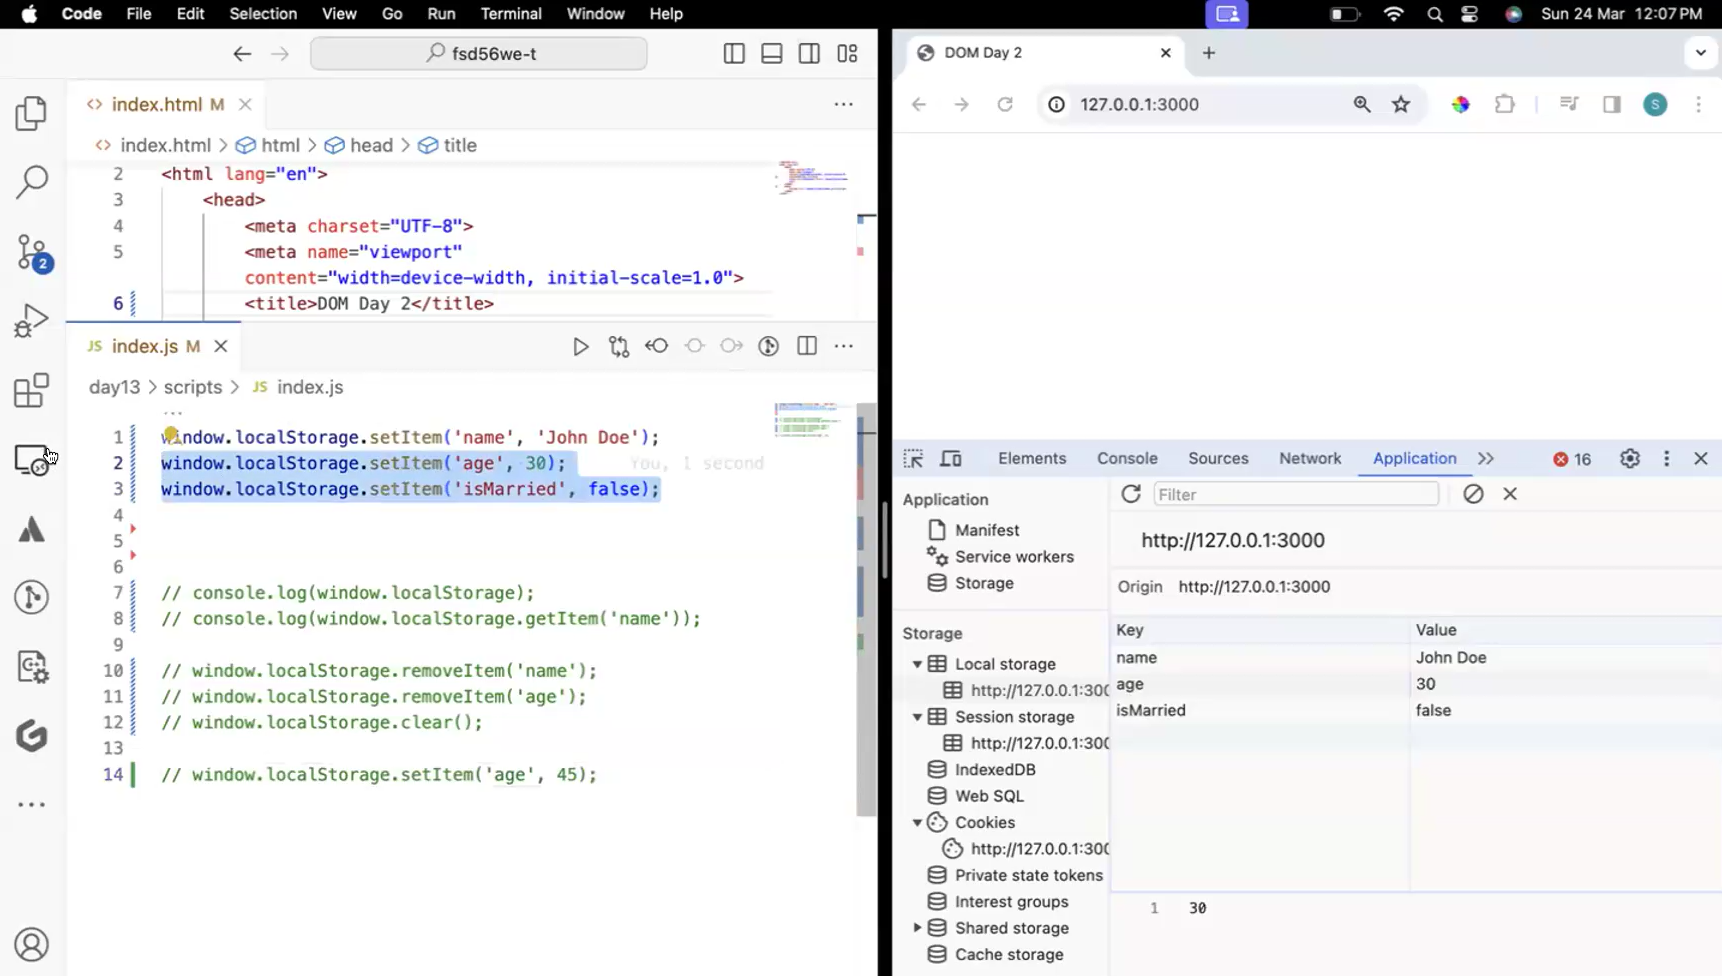 Code File Edit Selection View Go Run Terminal Window Help Sun 24 Mar 12:07 PM
fsd56we-t
index.html M
index.html > html > head > title
2 <html lang="en">
3 <head>
4 <meta charset="UTF-8">
5 <meta name="viewport"
content="width=device-width, initial-scale=1.0">
6 <title>DOM Day 2</title>
2
JS index.js M
day13 > scripts > JS index.js
...
1 window.localStorage.setItem('name', 'John Doe');
2 window.localStorage.setItem('age', 30); You, 1 second
3 window.localStorage.setItem('isMarried', false);
4
5
6
7 // console.log(window.localStorage);
8 // console.log(window.localStorage.getItem('name'));
9
10 // window.localStorage.removeItem('name');
11 // window.localStorage.removeItem('age');
12 // window.localStorage.clear();
13
14 // window.localStorage.setItem('age', 45);
DOM Day 2
127.0.0.1:3000
S
Elements Console Sources Network Application 16
Application
Manifest
Service workers
Storage
Storage
Local storage
http://127.0.0.1:300
Session storage
http://127.0.0.1:300
IndexedDB
Web SQL
Cookies
http://127.0.0.1:300
Private state tokens
Interest groups
Shared storage
Cache storage
Filter
http://127.0.0.1:3000
Origin http://127.0.0.1:3000
Key Value
name John Doe
age 30
isMarried false
1 30